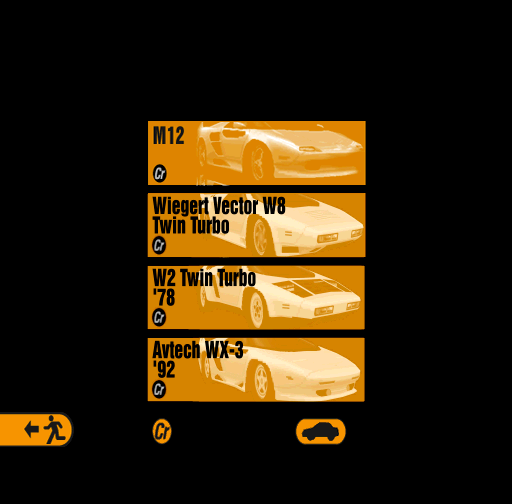 M12
Cr
Wiegert Vector W8
Twin Turbo
Cr
W2 Twin Turbo
'78
Cr
Avtech WX-3
'92
Cr
Cr